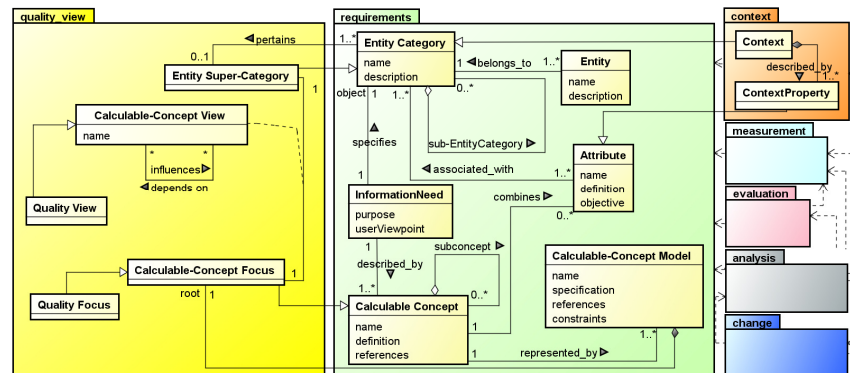 quality_view
requirements
context
pertains
1..*
0..1
Entity Category
name
description
Entity Super-Category
1
object
1
1..*
1
belongs_to
1..*
0..*
Entity
name
description
Context
described_by
1..*
ContextProperty
Calculable-Concept View
name
*
*
influences
depends on
Quality View
specifies
sub-EntityCategory
associated_with
1..*
Attribute
name
definition
objective
measurement
1
InformationNeed
purpose
userViewpoint
1
combines
0..*
evaluation
subconcept
described_by
1..*
0..*
Calculable-Concept Model
name
specification
references
constraints
1..*
analysis
Calculable-Concept Focus
1
root
1
Quality Focus
Calculable Concept
name
definition
references
1
1
represented_by
change